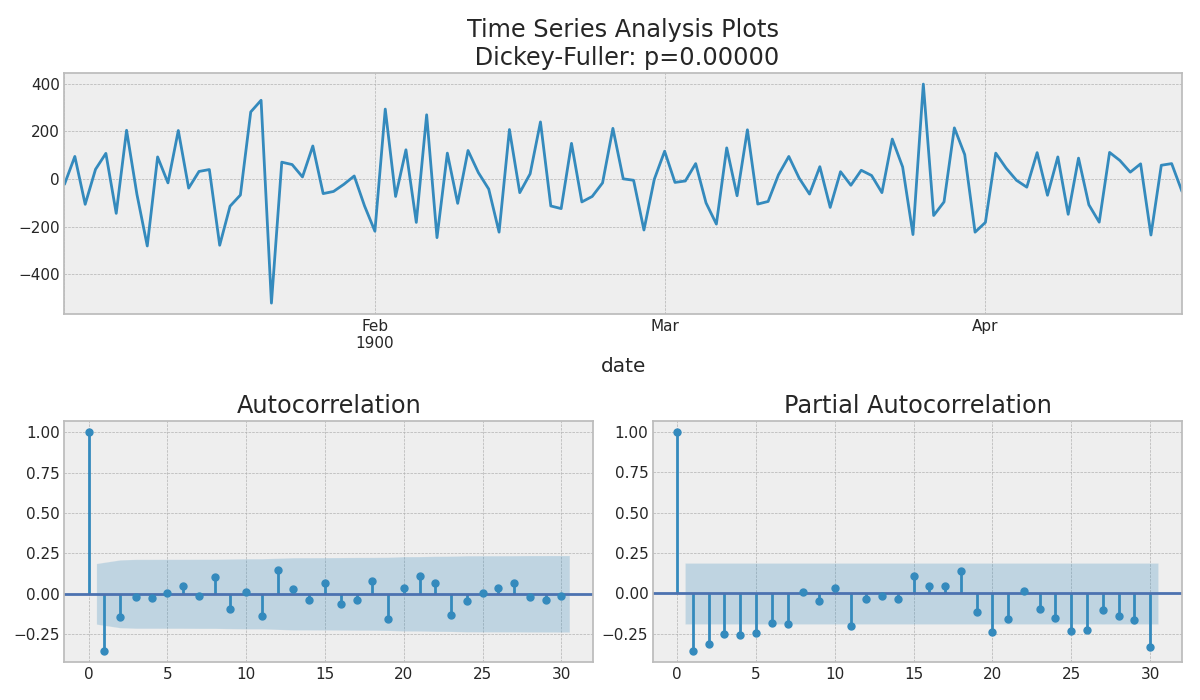 Time Series Analysis Plots
Dickey-Fuller: p=0.00000
400
200
0
−200
−400
Feb
1900
Mar
Apr
date
Autocorrelation
1.00
0.75
0.50
0.25
0.00
−0.25
0 5 10 15 20 25 30
Partial Autocorrelation
1.00
0.75
0.50
0.25
0.00
−0.25
0 5 10 15 20 25 30